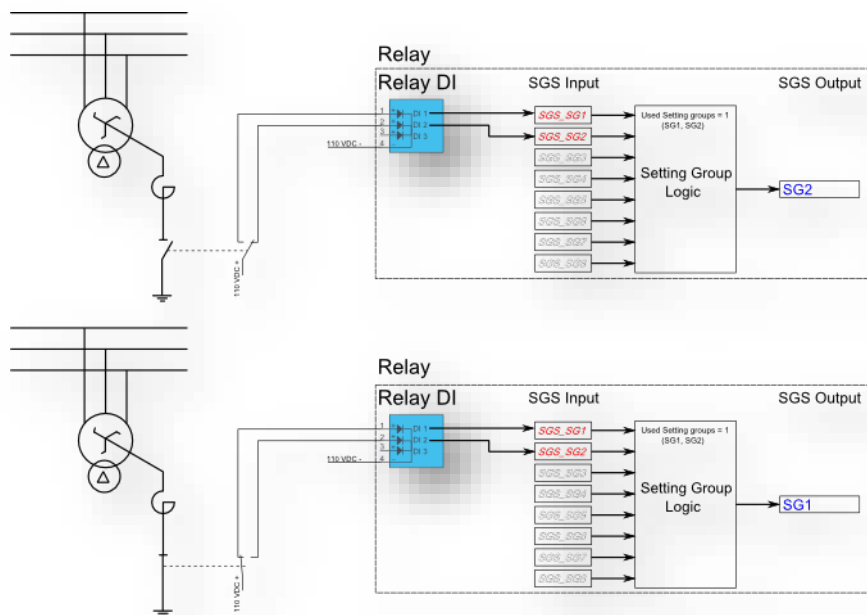 Relay
Relay DI
SGS Input
SGS Output
1
2
3
4
+
+
+
-
DI 1
DI 2
DI 3
110 VDC -
110 VDC +
SGS_SG1
SGS_SG2
SGS_SG3
SGS_SG4
SGS_SG5
SGS_SG6
SGS_SG7
SGS_SG8
Used Setting groups = 1
(SG1, SG2)
Setting Group
Logic
SG2
Relay
Relay DI
SGS Input
SGS Output
1
2
3
4
+
+
+
-
DI 1
DI 2
DI 3
110 VDC -
110 VDC +
SGS_SG1
SGS_SG2
SGS_SG3
SGS_SG4
SGS_SG5
SGS_SG6
SGS_SG7
SGS_SG8
Used Setting groups = 1
(SG1, SG2)
Setting Group
Logic
SG1